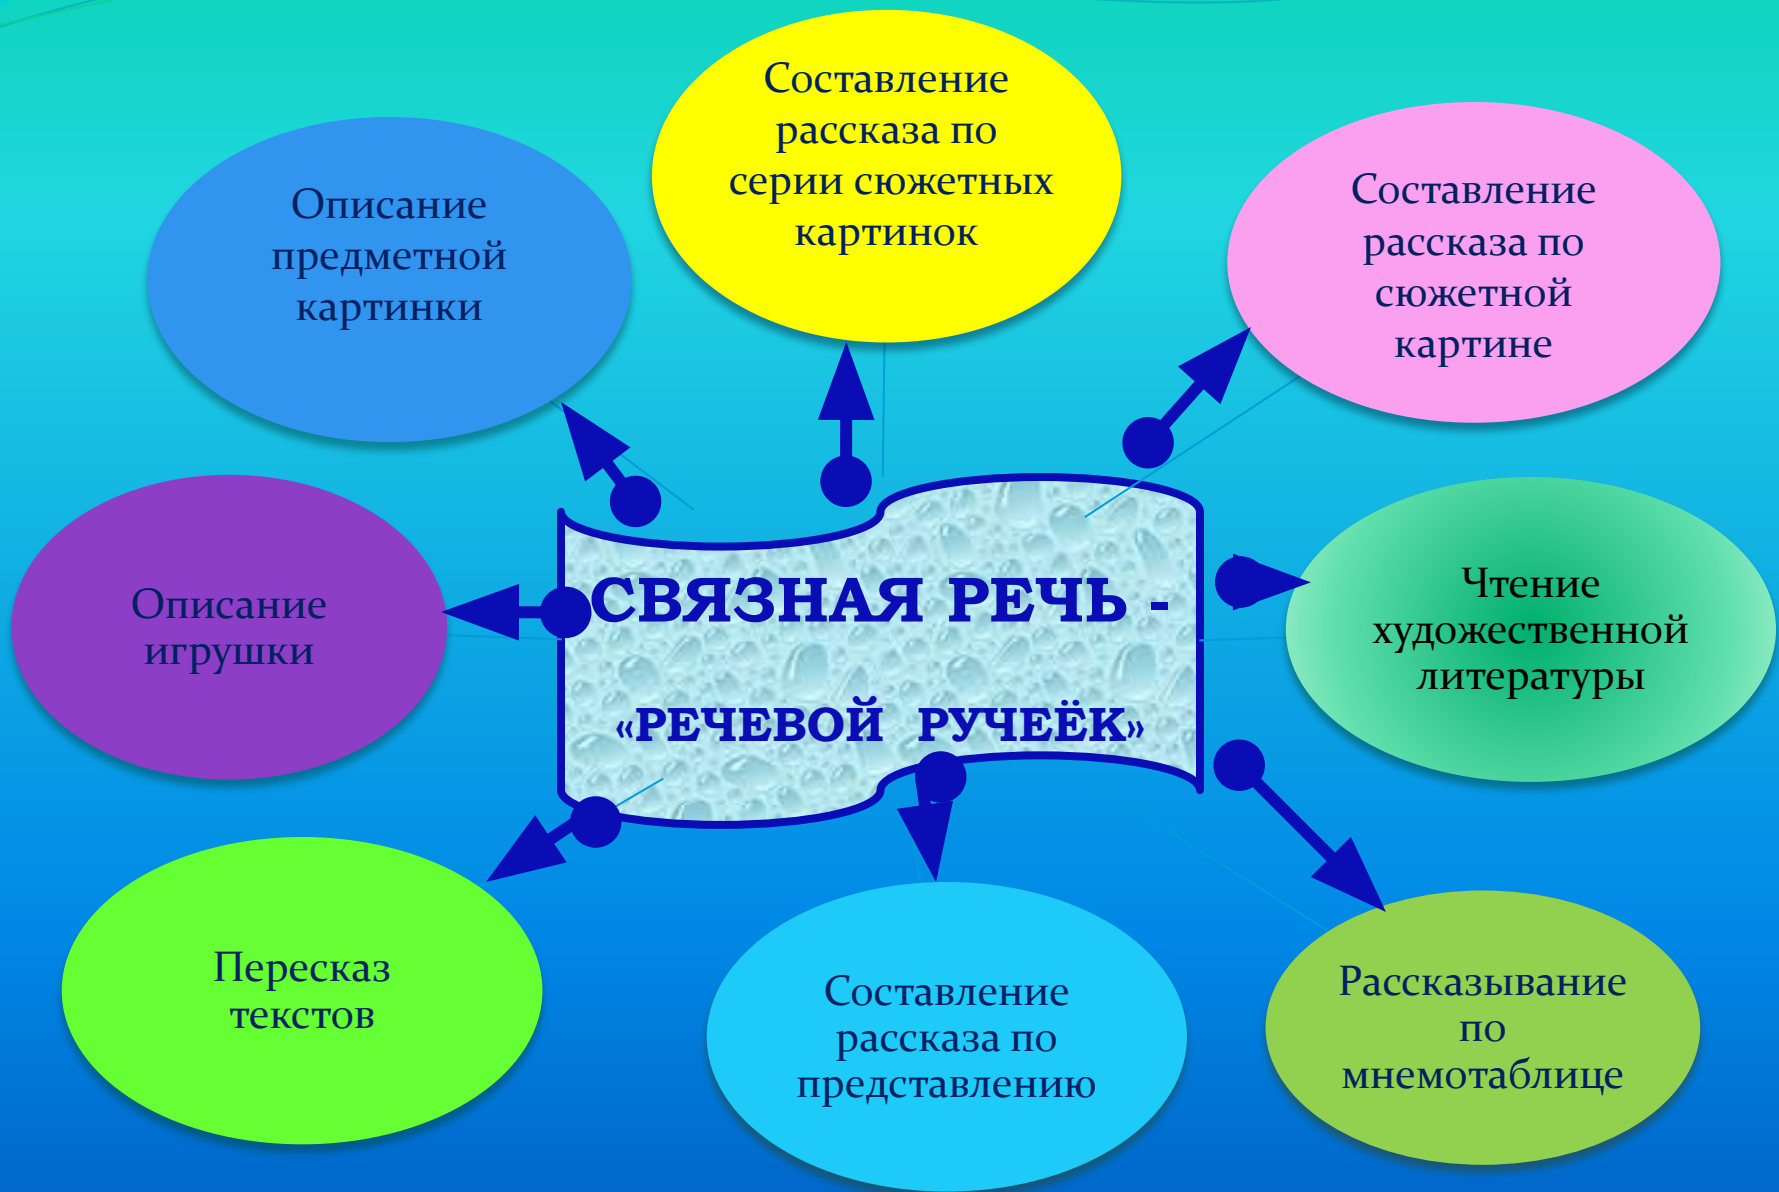 Составление
рассказа по
серии сюжетных
картинок
Описание
предметной
картинки
Составление
рассказа по
сюжетной
картине
СВЯЗНАЯ РЕЧЬ -
«РЕЧЕВОЙ РУЧЕЁК»
Описание
игрушки
Чтение
художественной
литературы
Пересказ
текстов
Составление
рассказа по
представлению
Рассказывание
по
мнемотаблице